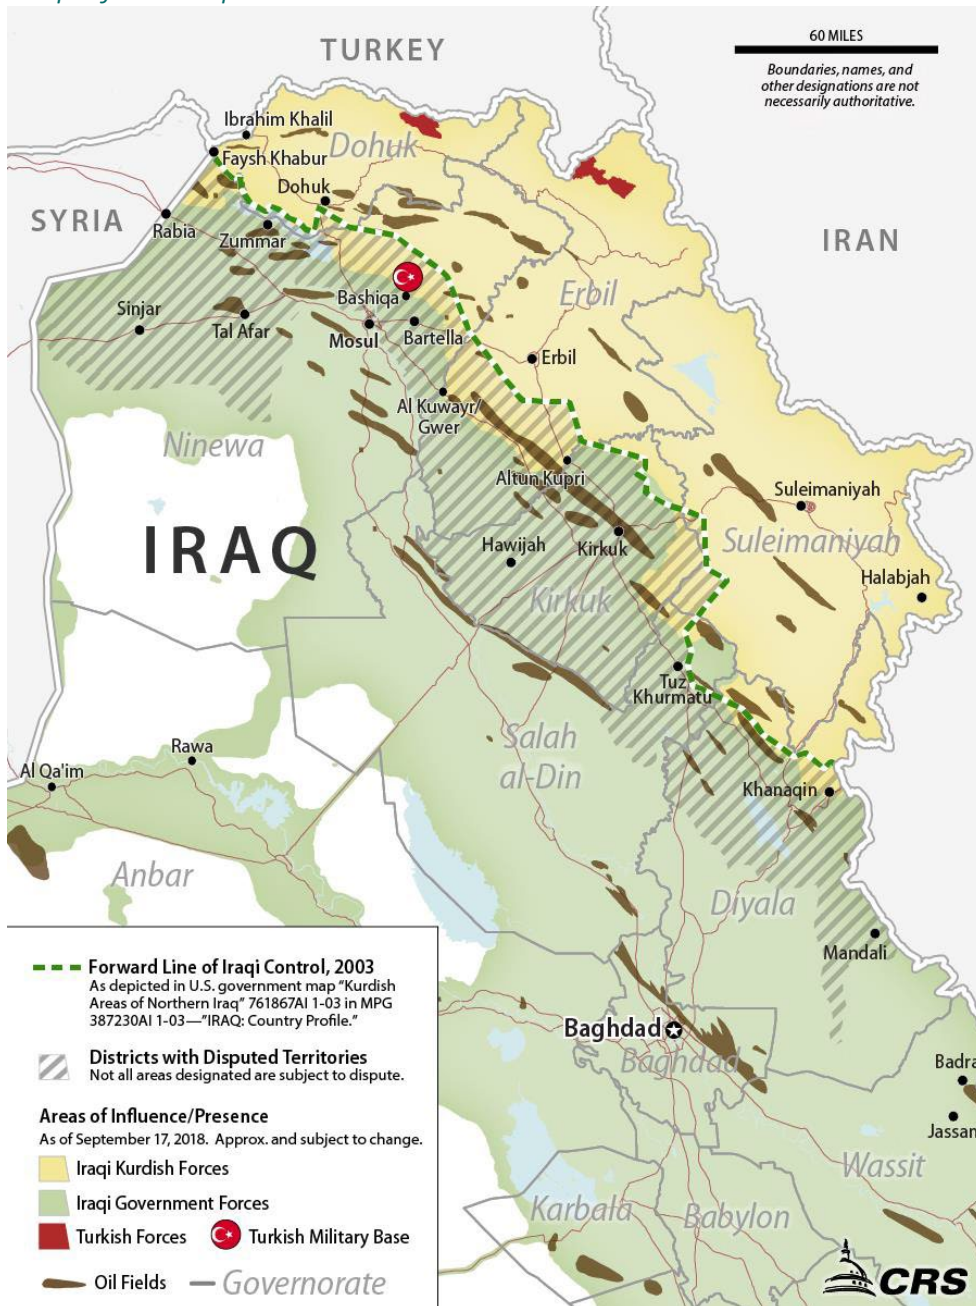 TURKEY
60 MILES
Boundaries, names, and
other designations are not
necessarily authoritative.
Ibrahim Khalil
Dohuk
Faysh Khabur
Dohuk
SYRIA
Rabia
Zummar
IRAN
Erbil
Bashiqa
Sinjar
Tal Afar
Mosul
Bartella
Erbil
Al Kuwayr/
Gwer
Ninewa
Altun Kupri
Suleimaniyah
IRAQ
Hawijah
Kirkuk
Suleimaniyah
Halabjah
Kirkuk
Tuz
Khurmatu
Salah
al-Din
Rawa
Al Qa'im
Khanaqin
Anbar
Diyala
Mandali
Forward Line of Iraqi Control, 2003
As depicted in U.S. government map "Kurdish
Areas of Northern Iraq" 761867AI 1-03 in MPG
387230AI 1-03—"IRAQ: Country Profile."
Baghdad
Baghdad
Districts with Disputed Territories
Not all areas designated are subject to dispute.
Badra
Jassan
Areas of Influence/Presence
As of September 17, 2018. Approx. and subject to change.
Iraqi Kurdish Forces
Wassit
Iraqi Government Forces
Karbala
Babylon
Turkish Forces
Turkish Military Base
Oil Fields
Governorate
CRS